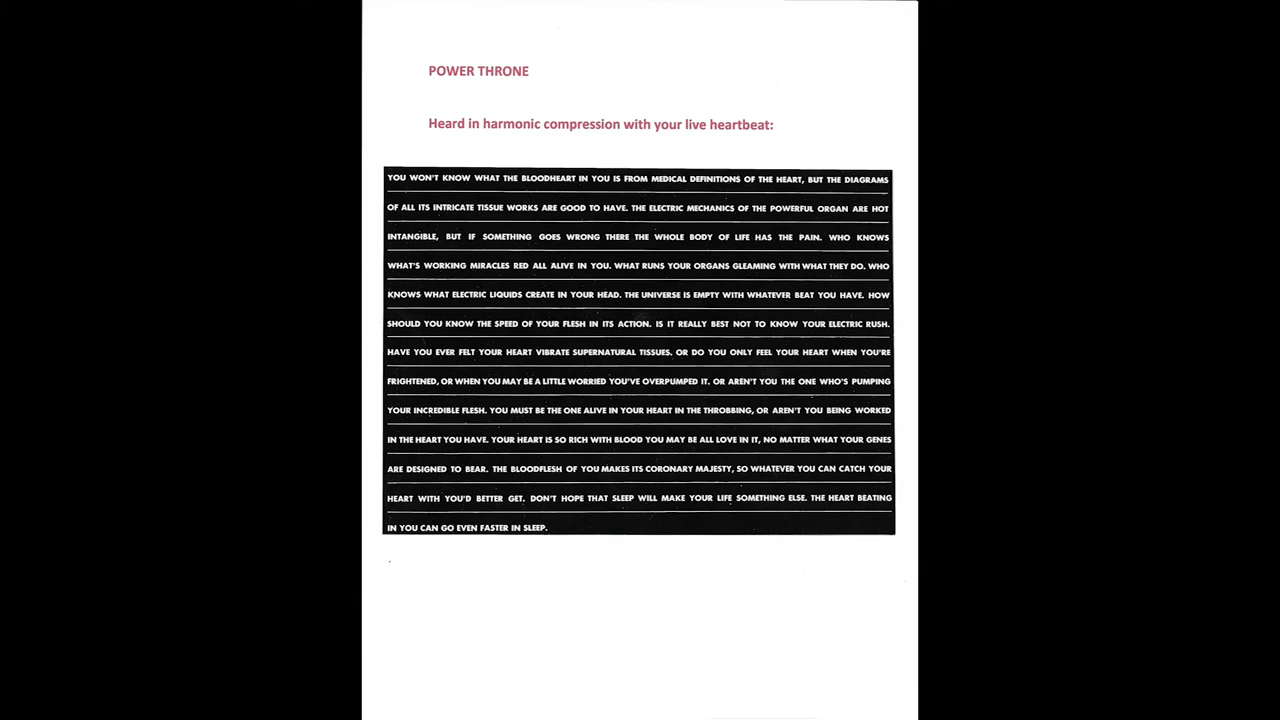 POWER THRONE
Heard in harmonic compression with your live heartbeat:
YOU WON'T KNOW WHAT THE BLOODHEART IN YOU IS FROM MEDICAL DEFINITIONS OF THE HEART, BUT THE DIAGRAMS
OF ALL ITS INTRICATE TISSUE WORKS ARE GOOD TO HAVE. THE ELECTRIC MECHANICS OF THE POWERFUL ORGAN ARE HOT
INTANGIBLE, BUT IF SOMETHING GOES WRONG THERE THE WHOLE BODY OF LIFE HAS THE PAIN. WHO KNOWS
WHAT'S WORKING MIRACLES RED ALL ALIVE IN YOU. WHAT RUNS YOUR ORGANS GLEAMING WITH WHAT THEY DO. WHO
KNOWS WHAT ELECTRIC LIQUIDS CREATE IN YOUR HEAD. THE UNIVERSE IS EMPTY WITH WHATEVER BEAT YOU HAVE. HOW
SHOULD YOU KNOW THE SPEED OF YOUR FLESH IN ITS ACTION. IS IT REALLY BEST NOT TO KNOW YOUR ELECTRIC RUSH.
HAVE YOU EVER FELT YOUR HEART VIBRATE SUPERNATURAL TISSUES. OR DO YOU ONLY FEEL YOUR HEART WHEN YOU'RE
FRIGHTENED, OR WHEN YOU MAY BE A LITTLE WORRIED YOU'VE OVERPUMPED IT. OR AREN'T YOU THE ONE WHO'S PUMPING
YOUR INCREDIBLE FLESH. YOU MUST BE THE ONE ALIVE IN YOUR HEART IN THE THROBBING, OR AREN'T YOU BEING WORKED
IN THE HEART YOU HAVE. YOUR HEART IS SO RICH WITH BLOOD YOU MAY BE ALL LOVE IN IT, NO MATTER WHAT YOUR GENES
ARE DESIGNED TO BEAR. THE BLOODFLESH OF YOU MAKES ITS CORONARY MAJESTY, SO WHATEVER YOU CAN CATCH YOUR
HEART WITH YOU'D BETTER GET. DON'T HOPE THAT SLEEP WILL MAKE YOUR LIFE SOMETHING ELSE. THE HEART BEATING
IN YOU CAN GO EVEN FASTER IN SLEEP.